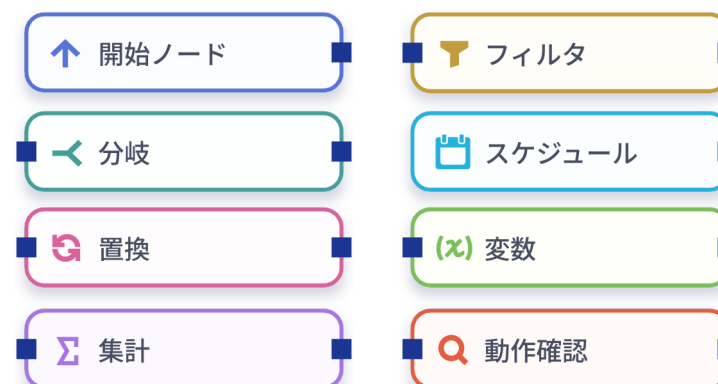 開始ノード
フィルタ
分岐
スケジュール
置換
(x) 変数
集計
動作確認